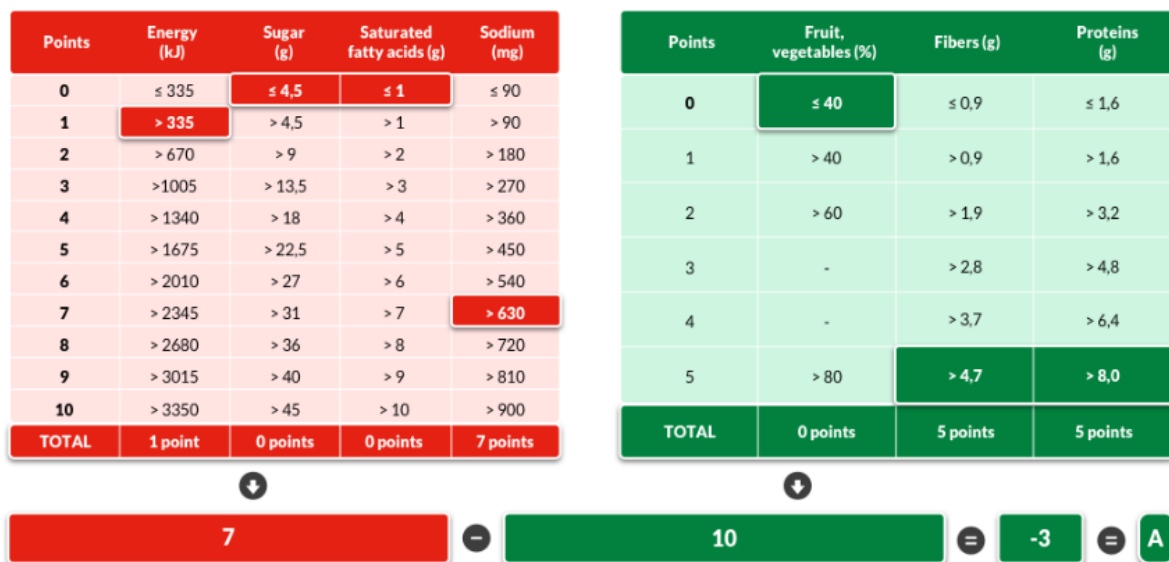 Points Energy (kJ) Sugar (g) Saturated fatty acids (g) Sodium (mg)
0 ≤ 335 ≤ 4,5 ≤ 1 ≤ 90
1 > 335 > 4,5 > 1 > 90
2 > 670 > 9 > 2 > 180
3 >1005 > 13,5 > 3 > 270
4 > 1340 > 18 > 4 > 360
5 > 1675 > 22,5 > 5 > 450
6 > 2010 > 27 > 6 > 540
7 > 2345 > 31 > 7 > 630
8 > 2680 > 36 > 8 > 720
9 > 3015 > 40 > 9 > 810
10 > 3350 > 45 > 10 > 900
TOTAL 1 point 0 points 0 points 7 points
Points Fruit, vegetables (%) Fibers (g) Proteins (g)
0 ≤ 40 ≤ 0,9 ≤ 1,6
1 > 40 > 0,9 > 1,6
2 > 60 > 1,9 > 3,2
3 - > 2,8 > 4,8
4 - > 3,7 > 6,4
5 > 80 > 4,7 > 8,0
TOTAL 0 points 5 points 5 points
7 − 10 = -3 = A